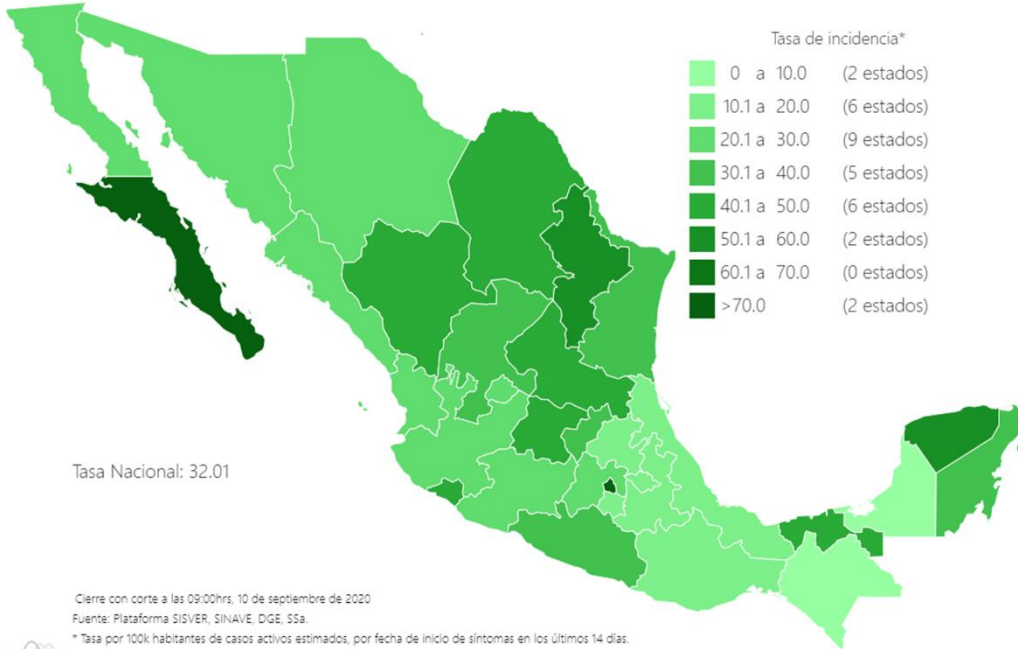 Tasa de incidencia*
0 a 10.0 (2 estados)
10.1 a 20.0 (6 estados)
20.1 a 30.0 (9 estados)
30.1 a 40.0 (5 estados)
40.1 a 50.0 (6 estados)
50.1 a 60.0 (2 estados)
60.1 a 70.0 (0 estados)
>70.0 (2 estados)
Tasa Nacional: 32.01
Cierre con corte a las 09:00hrs, 10 de septiembre de 2020
Fuente: Plataforma SISVER, SINAVE, DGE, SSa.
* Tasa por 100k habitantes de casos activos estimados, por fecha de inicio de síntomas en los últimos 14 días.